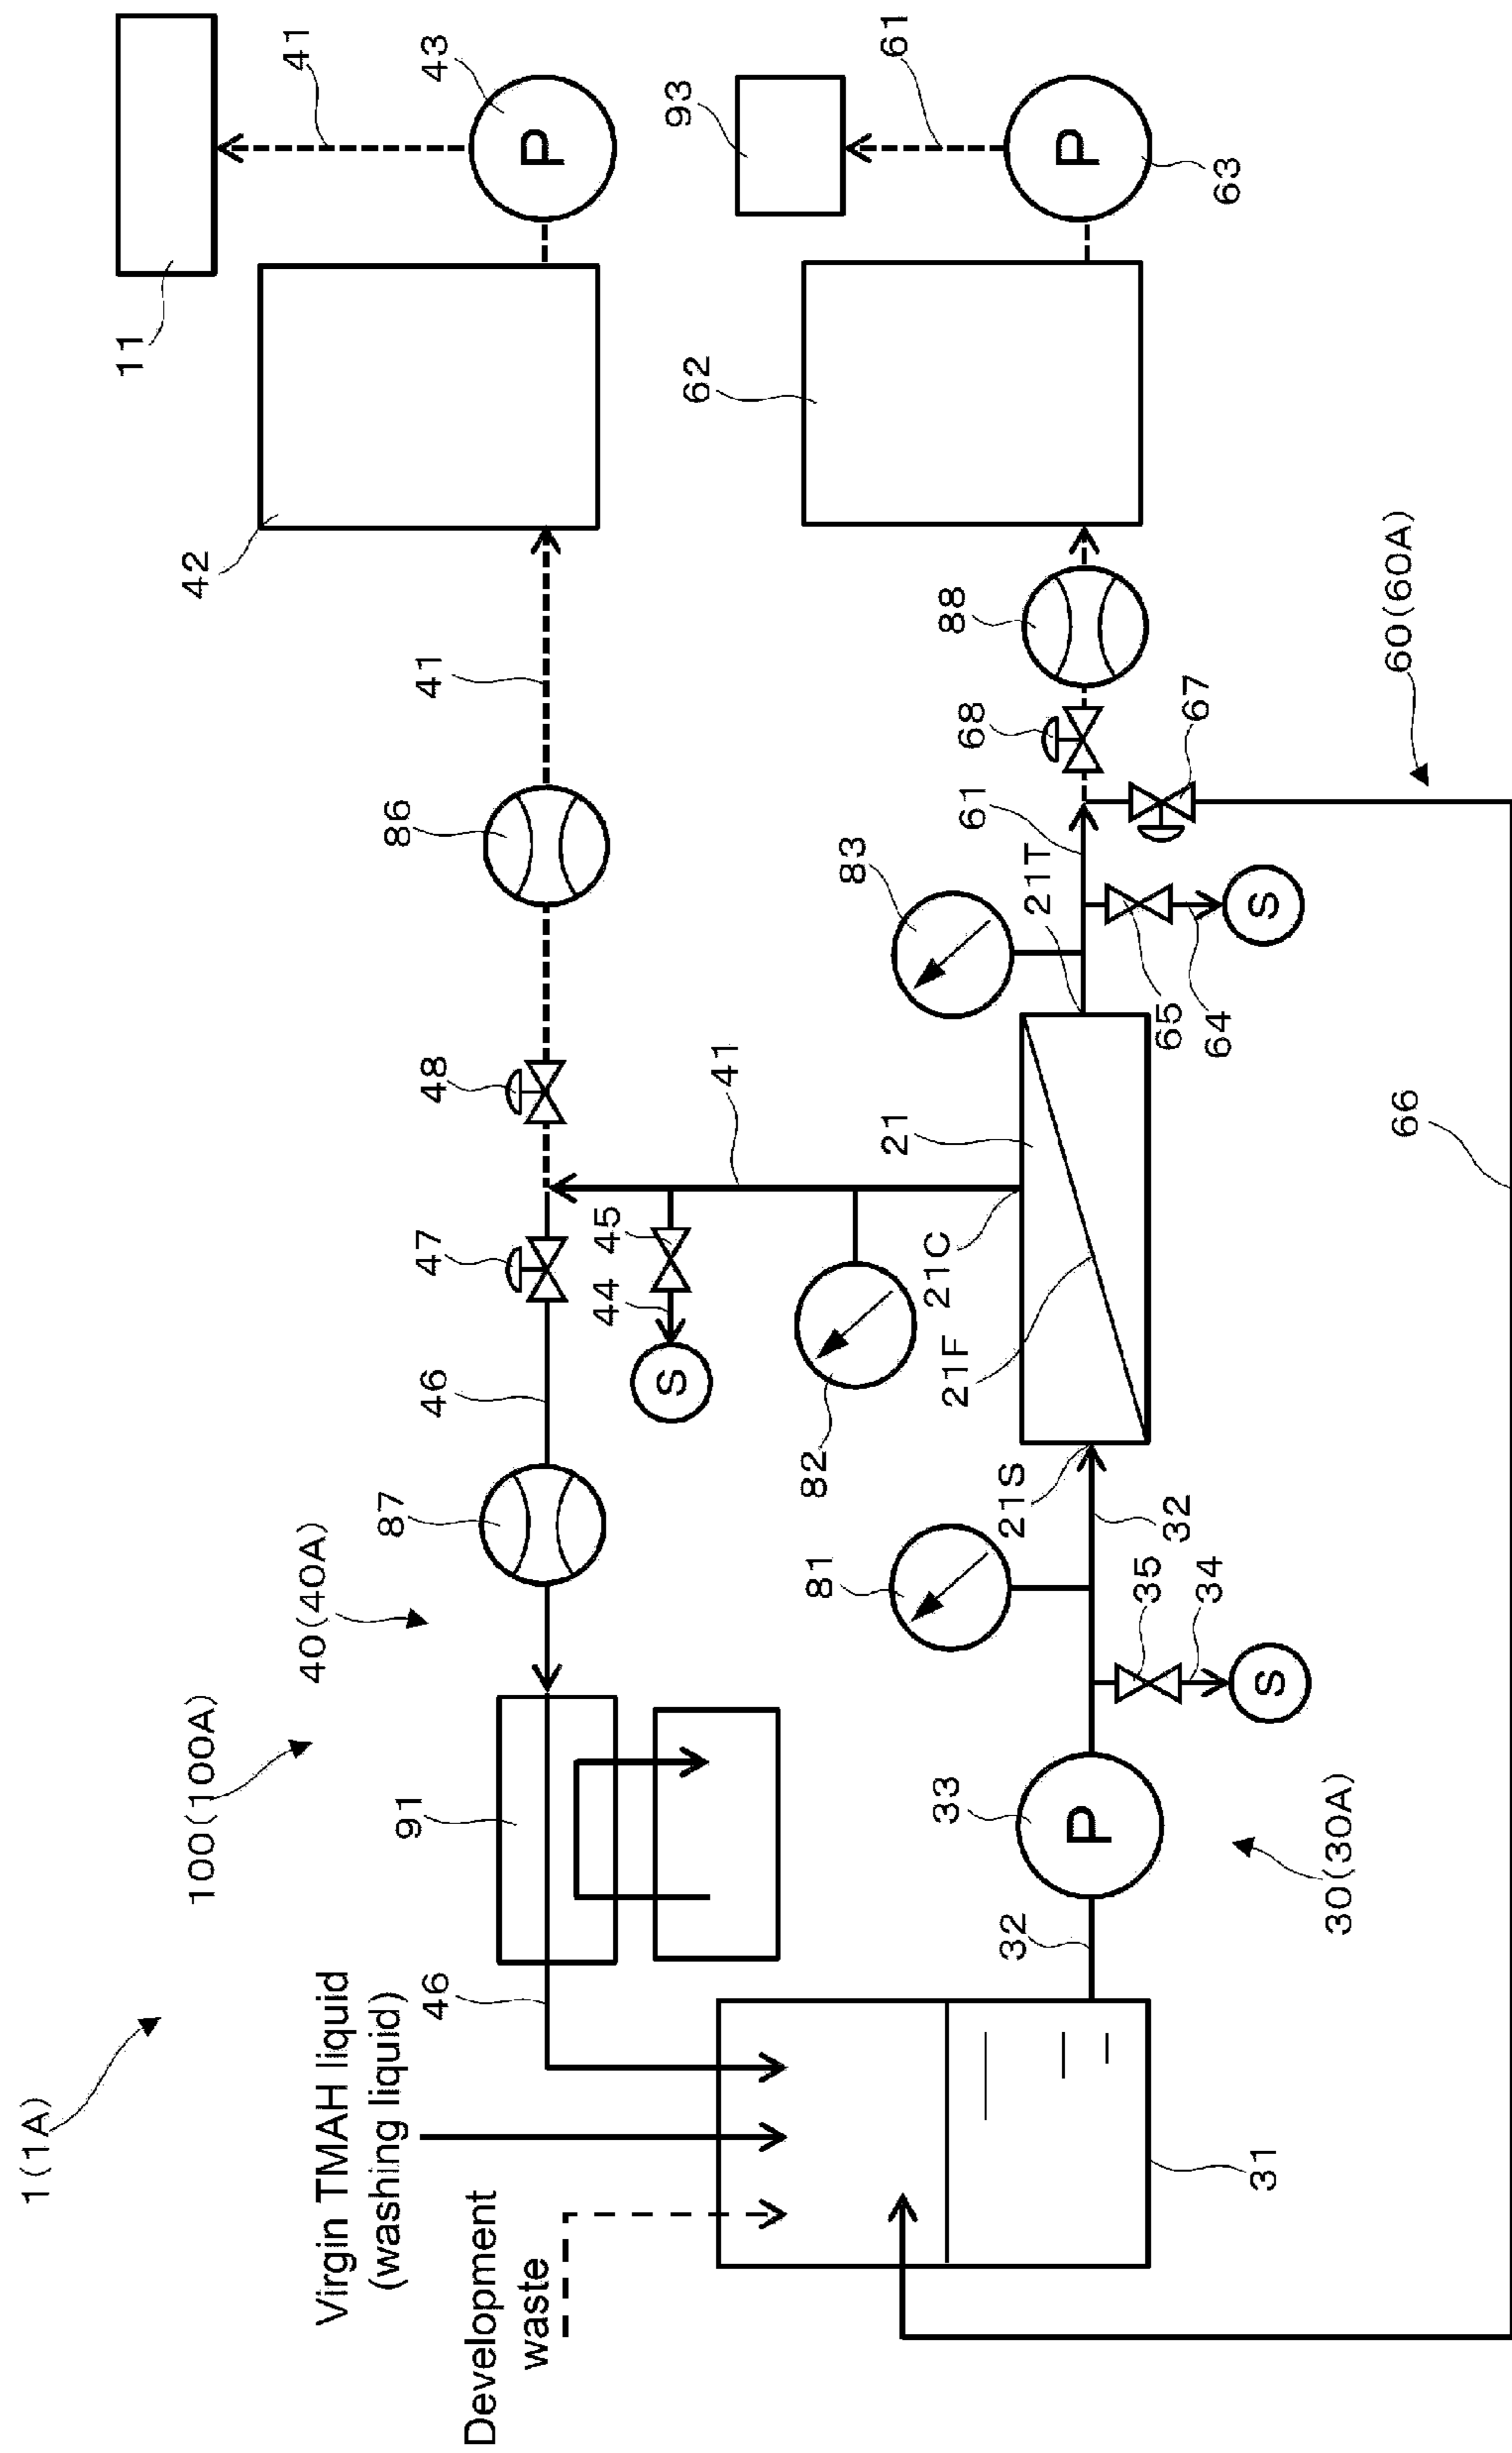 1(1A)
11
100(100A)
42
41
40(40A)
Virgin TMAH liquid
(washing liquid)
46
91
87
46
47
48
86
41
43
Development
waste
P
44
45
S
93
62
41
82
81
83
21
61
21C
33
21F
88
68
61
32
21S
21T
P
P
35
65
32
67
34
64
63
31
S
S
30(30A)
66
60(60A)